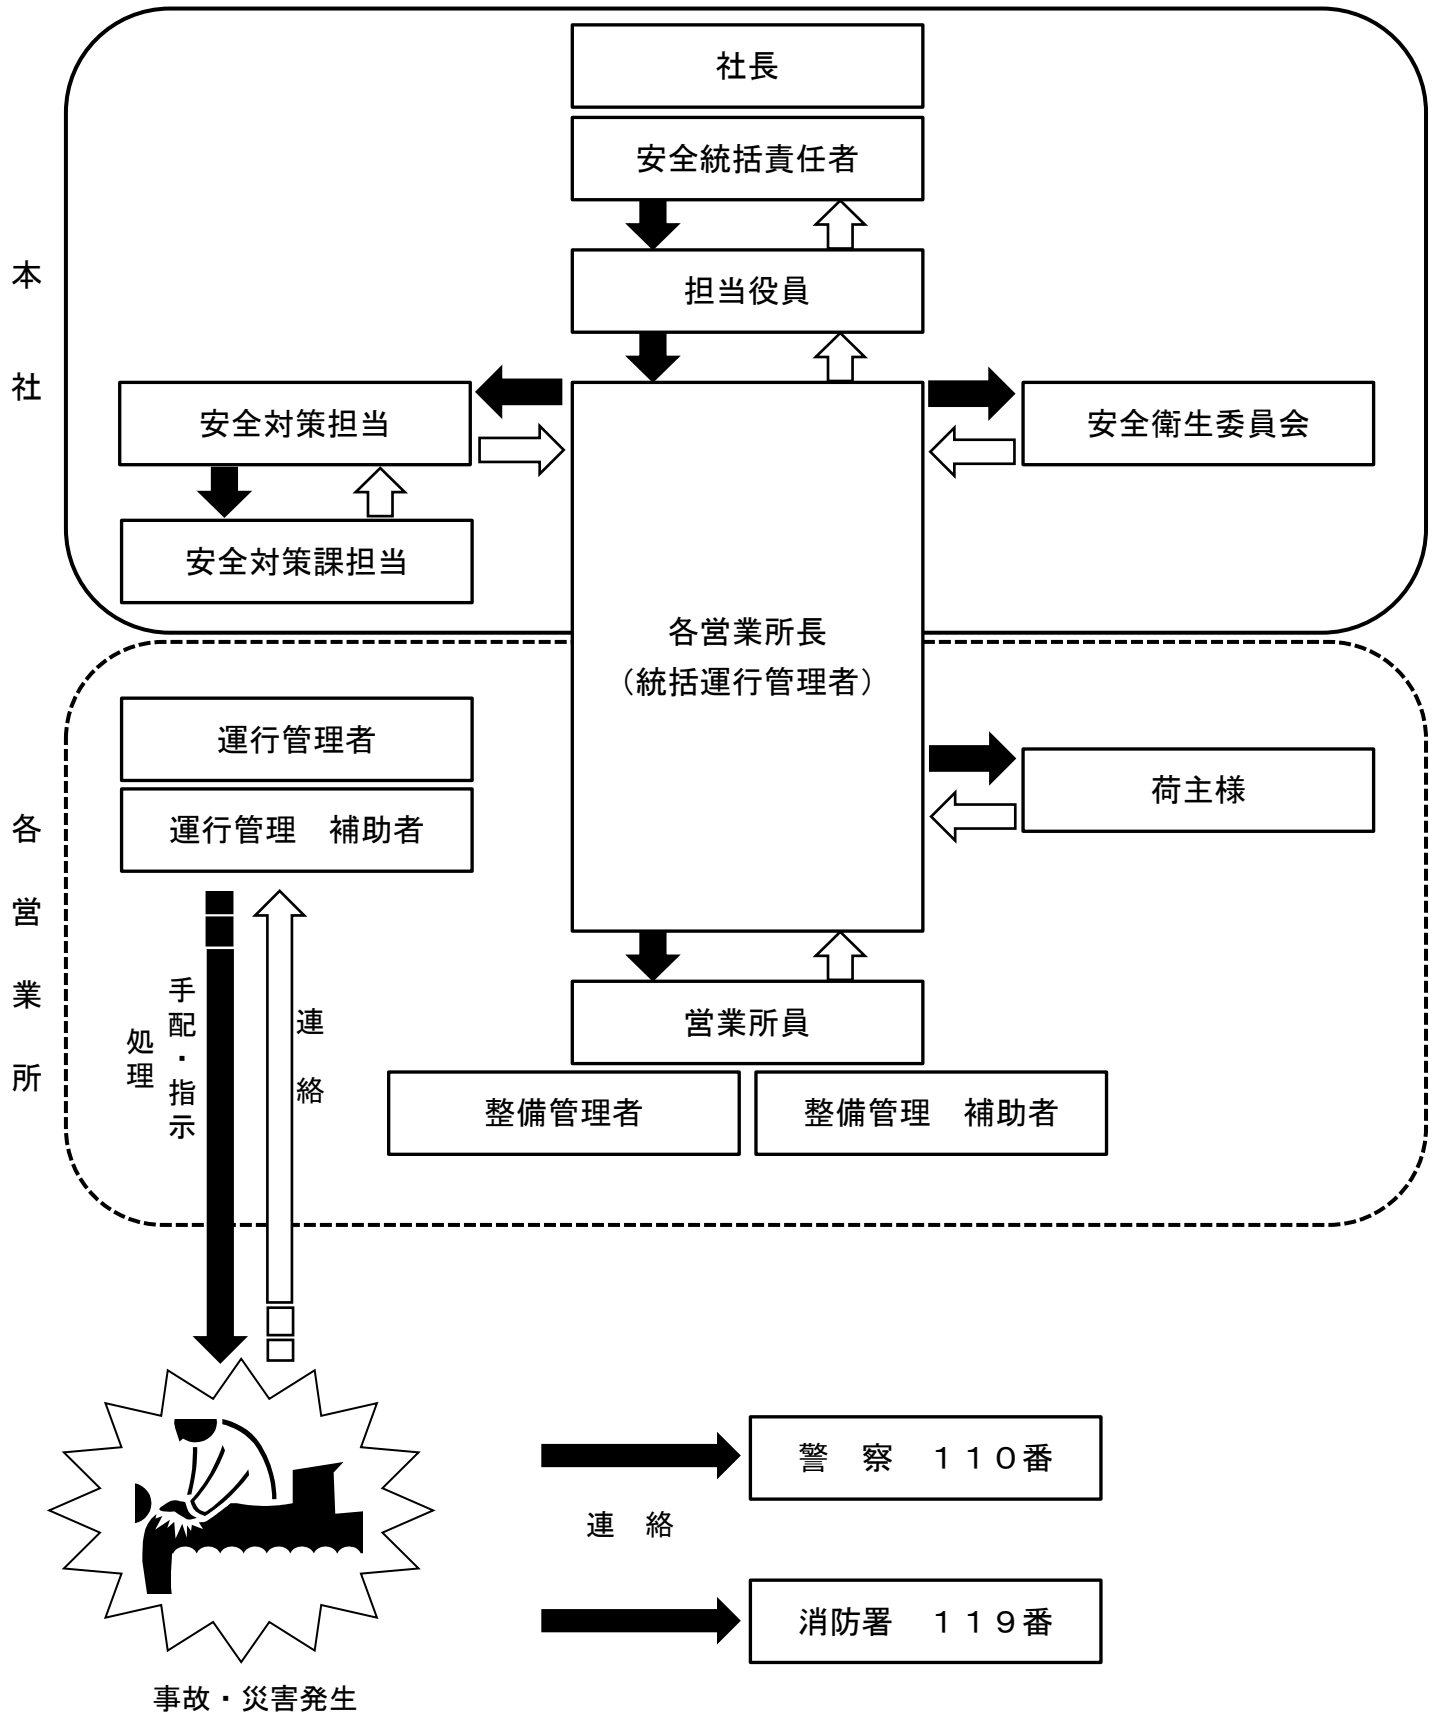 社長
安全統括責任者
本社
担当役員
安全対策担当
安全衛生委員会
安全対策課担当
各営業所長
（統括運行管理者）
各営業所
運行管理者
荷主様
運行管理　補助者
手配・指示
処理
連　絡
営業所員
整備管理者
整備管理　補助者
警　察　１１０番
連　絡
消防署　１１９番
事故・災害発生